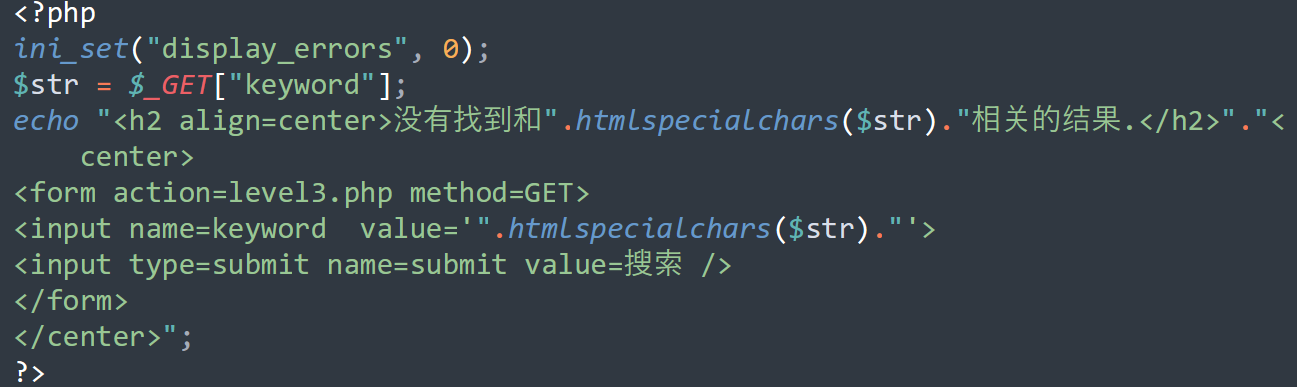 <?php
ini_set("display_errors", 0);
$str = $_GET["keyword"];
echo "<h2 align=center>没有找到和".htmlspecialchars($str)."相关的结果.</h2>"."<
    center>
<form action=level3.php method=GET>
<input name=keyword  value='".htmlspecialchars($str)."'>
<input type=submit name=submit value=搜索 />
</form>
</center>";
?>